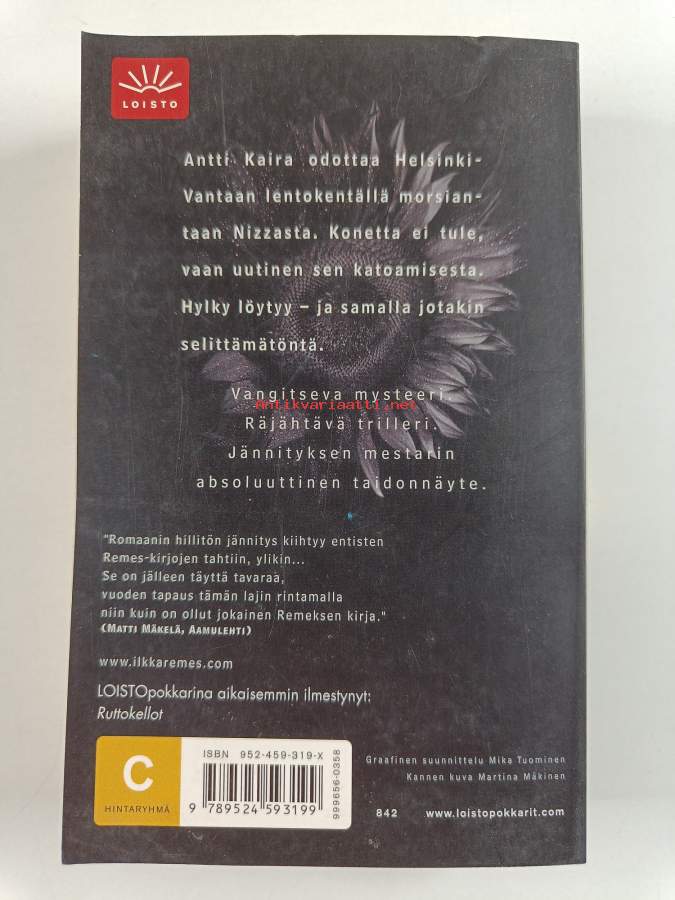 LOISTO
Antti Kaira odottaa Helsinki-
Vantaan lentokentällä morsian-
taan Nizzasta. Konetta ei tule,
vaan uutinen sen katoamisesta.
Hylky löytyy – ja samalla jotakin
selittämätöntä.
Vangitseva mysteeri.
Antikvariaatti.net
Räjähtävä trilleri.
Jännityksen mestarin
absoluuttinen taidonnäyte.
"Romaanin hillitön jännitys kiihtyy entisten
Remes-kirjojen tahtiin, ylikin...
Se on jälleen täyttä tavaraa,
vuoden tapaus tämän lajin rintamalla
niin kuin on ollut jokainen Remeksen kirja."
(MATTI MÄKELÄ, AAMULEHTI)
www.ilkkaremes.com
LOISTOpokkarina aikaisemmin ilmestynyt:
Ruttokellot
C
HINTARYHMÄ
ISBN 952-459-319-X
9 789524 593199
999656-0358
Graafinen suunnittelu Mika Tuominen
Kannen kuva Martina Mäkinen
842 www.loistopokkarit.com